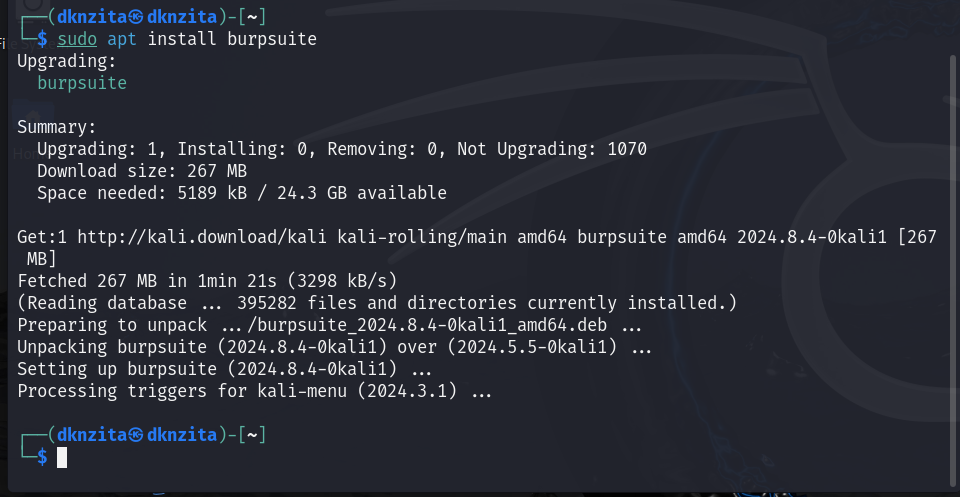 ┌──(dknzita㉿dknzita)-[~]
└─$ sudo apt install burpsuite
Upgrading:
  burpsuite

Summary:
  Upgrading: 1, Installing: 0, Removing: 0, Not Upgrading: 1070
  Download size: 267 MB
  Space needed: 5189 kB / 24.3 GB available

Get:1 http://kali.download/kali kali-rolling/main amd64 burpsuite amd64 2024.8.4-0kali1 [267
 MB]
Fetched 267 MB in 1min 21s (3298 kB/s)
(Reading database ... 395282 files and directories currently installed.)
Preparing to unpack .../burpsuite_2024.8.4-0kali1_amd64.deb ...
Unpacking burpsuite (2024.8.4-0kali1) over (2024.5.5-0kali1) ...
Setting up burpsuite (2024.8.4-0kali1) ...
Processing triggers for kali-menu (2024.3.1) ...

┌──(dknzita㉿dknzita)-[~]
└─$